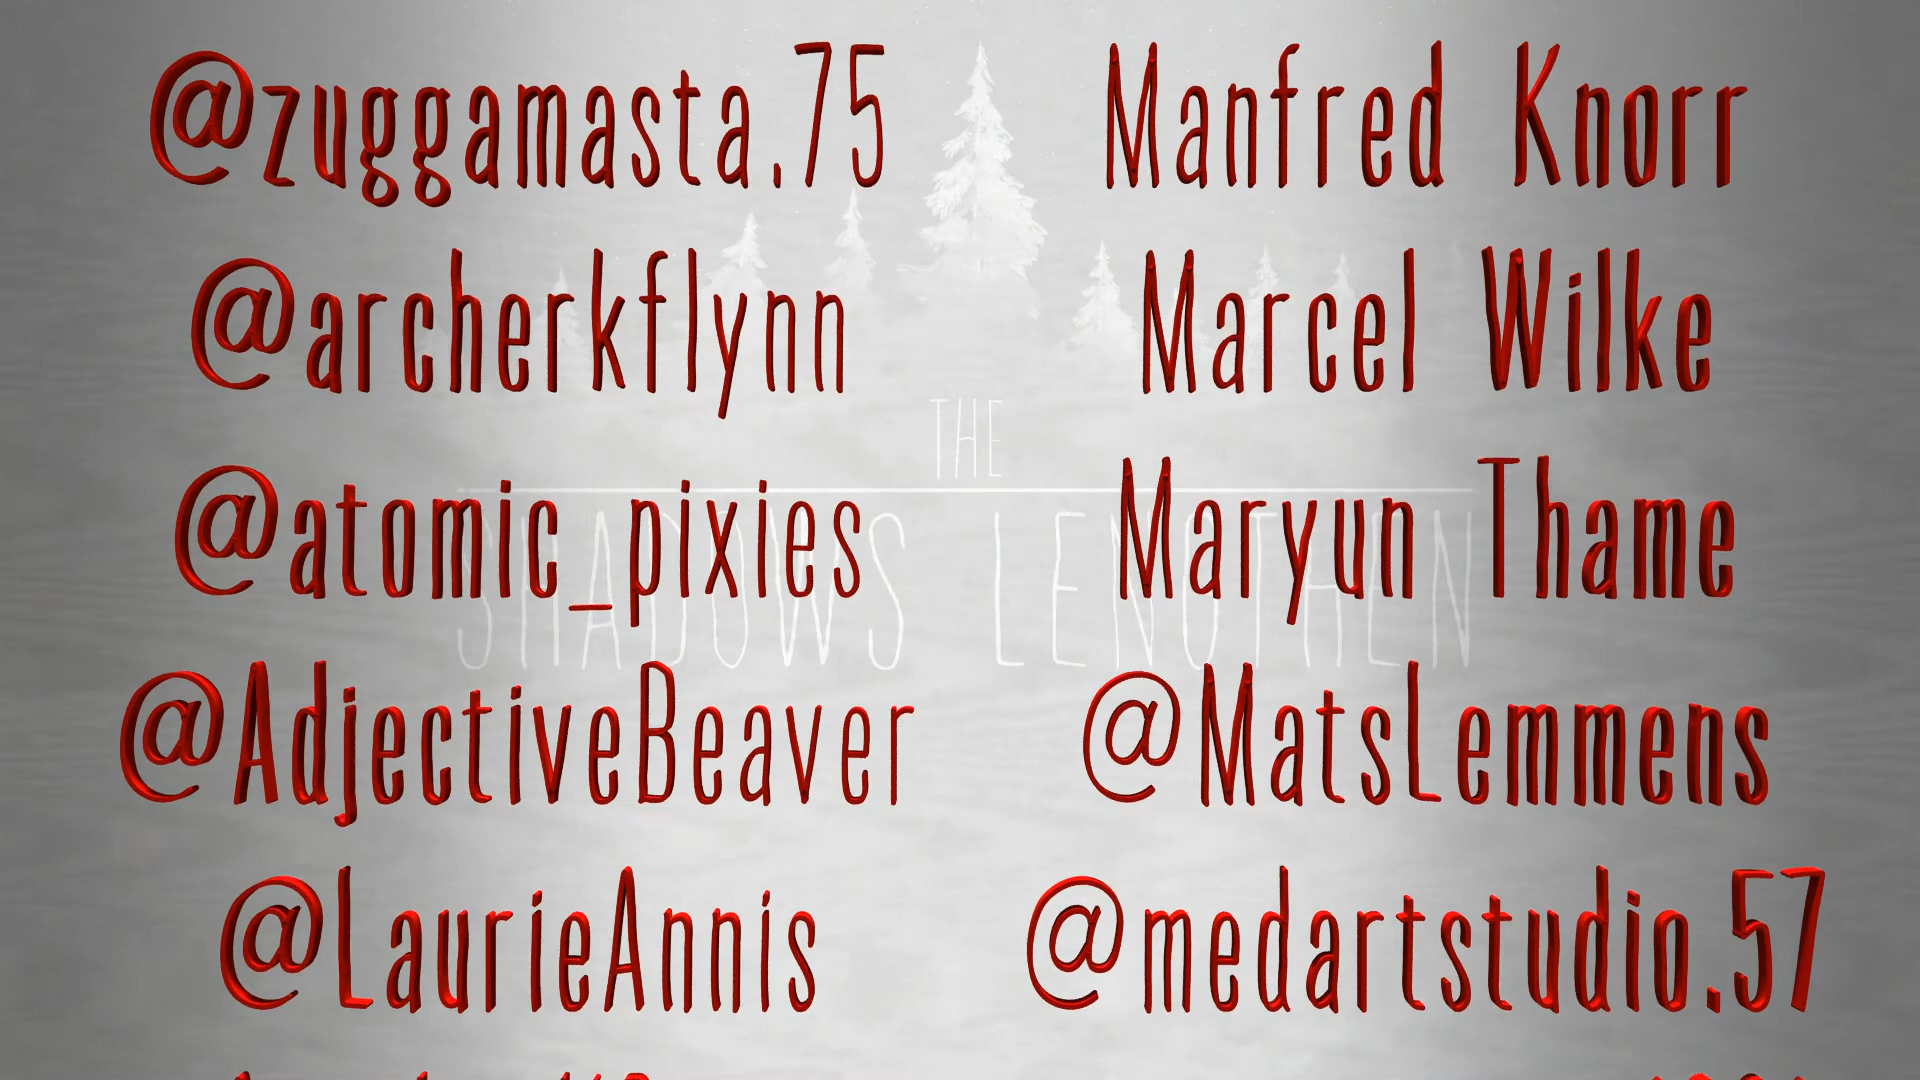 @zuggamasta.75
Manfred Knorr
@archerkflynn
Marcel Wilke
THE
@atomic_pixies
Maryun Thame
SHADOWS LENGTHEN
@AdjectiveBeaver
@MatsLemmens
@LaurieAnnis
@medartstudio.57